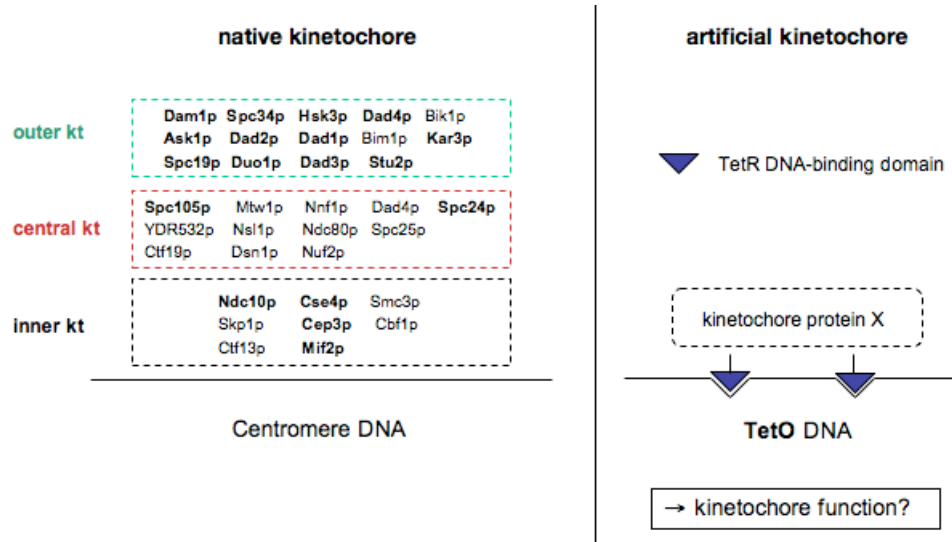 native kinetochore
outer kt
Dam1p Spc34p Hsk3p Dad4p Bik1p
Ask1p Dad2p Dad1p Bim1p Kar3p
Spc19p Duo1p Dad3p Stu2p
central kt
Spc105p Mtw1p Nnf1p Dad4p Spc24p
YDR532p Nsl1p Ndc80p Spc25p
Ctf19p Dsn1p Nuf2p
inner kt
Ndc10p Cse4p Smc3p
Skp1p Cep3p Cbf1p
Ctf13p Mif2p
Centromere DNA
artificial kinetochore
TetR DNA-binding domain
kinetochore protein X
TetO DNA
→ kinetochore function?